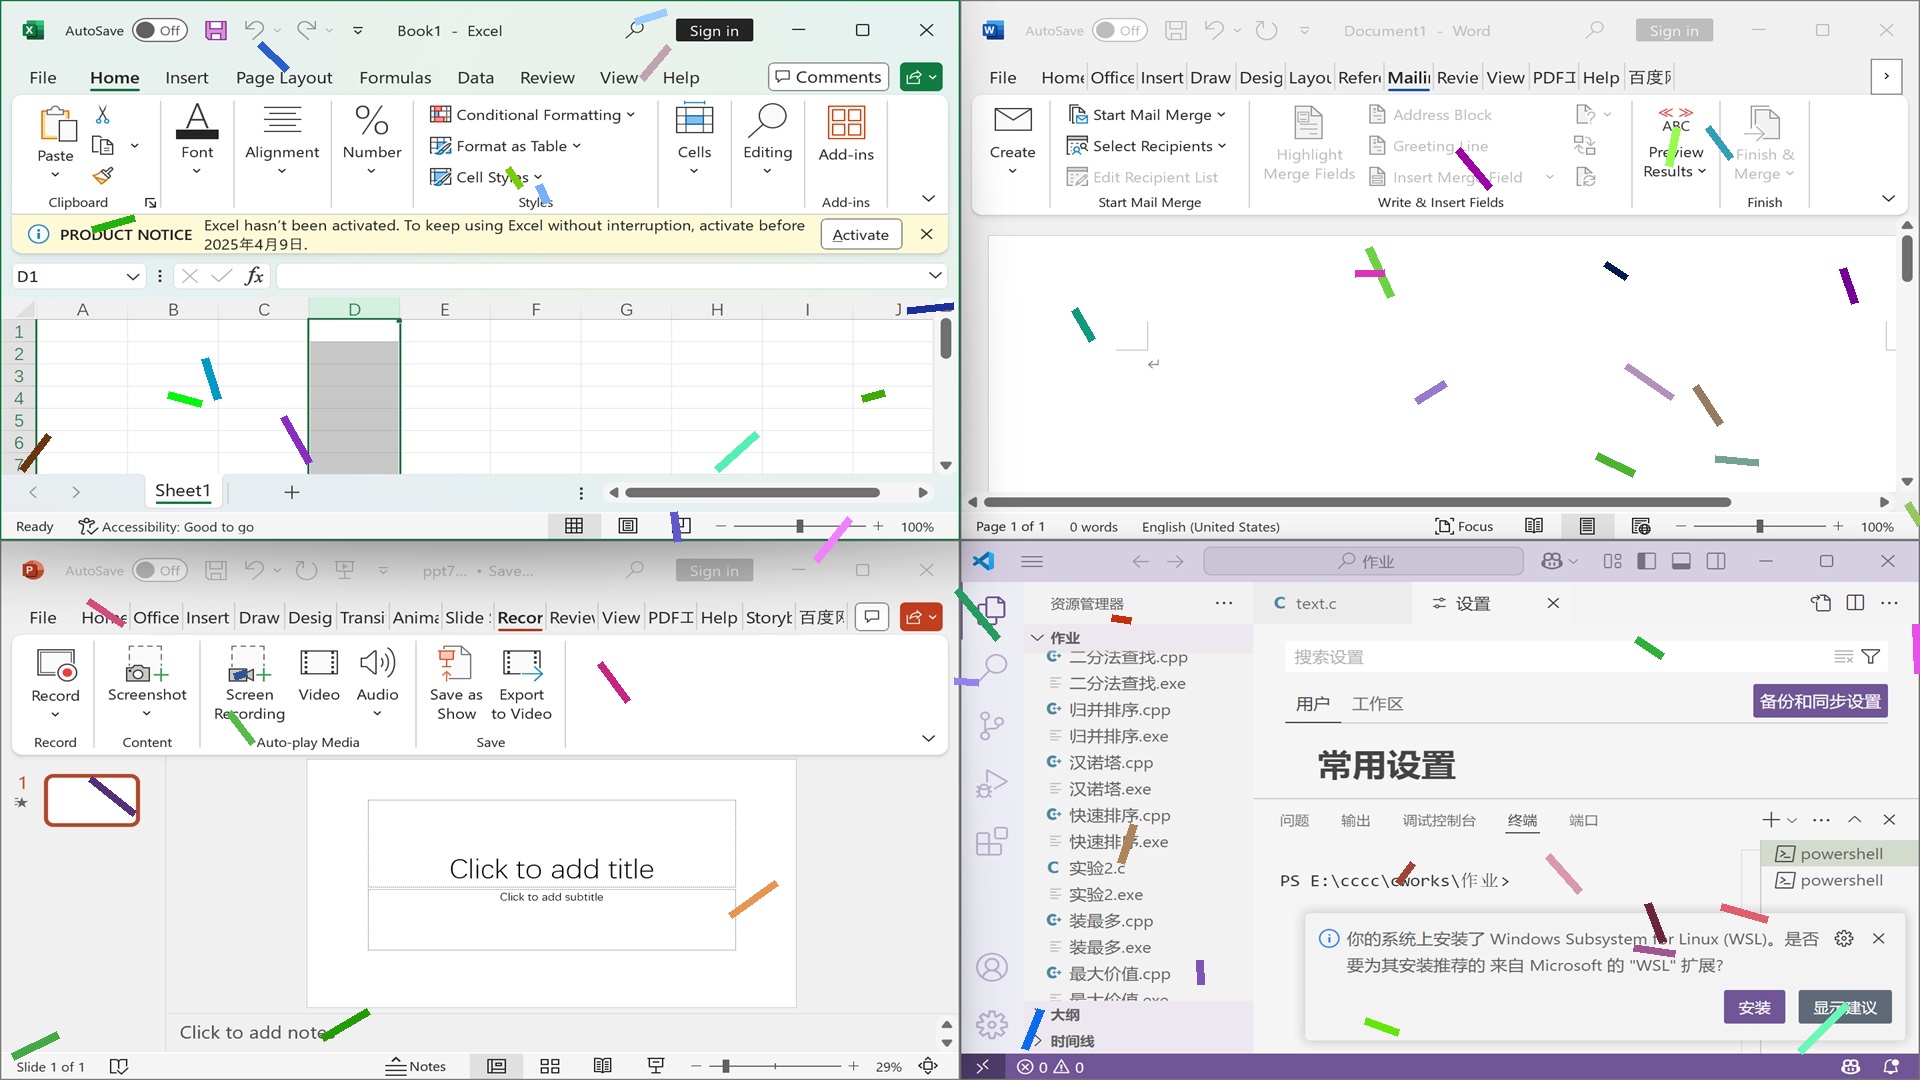 AutoSave Off Book1 - Excel Sign in
File Home Insert Page Layout Formulas Data Review View Help Comments
Paste Font Alignment Number Conditional Formatting Format as Table Cell Styles Cells Editing Add-ins
Clipboard Styles Add-ins
PRODUCT NOTICE Excel hasn't been activated. To keep using Excel without interruption, activate before 2025年4月9日. Activate
D1 fx
A B C D E F G H I J
1
2
3
4
5
6
7
Sheet1
Ready Accessibility: Good to go 100%
AutoSave Off Document1 - Word Sign in
File Home Office Insert Draw Desig Layou Refer Mailin Revie View PDF工 Help 百度
Create Start Mail Merge Select Recipients Edit Recipient List Highlight Merge Fields Address Block Greeting Line Insert Merge Field ABC Preview Results Finish & Merge
Start Mail Merge Write & Insert Fields Finish
Page 1 of 1 0 words English (United States) Focus 100%
AutoSave Off ppt7... • Save... Sign in
File Home Office Insert Draw Desig Transi Anima Slide Recor Review View PDF工 Help Storyb 百度
Record Screenshot Screen Recording Video Audio Save as Show Export to Video
Record Content Auto-play Media Save
1
Click to add title
Click to add subtitle
Click to add note
Slide 1 of 1 Notes 29%
作业
资源管理器 text.c 设置
作业
二分法查找.cpp
二分法查找.exe
归并排序.cpp
归并排序.exe
汉诺塔.cpp
汉诺塔.exe
快速排序.cpp
快速排序.exe
实验2.c
实验2.exe
装最多.cpp
装最多.exe
最大价值.cpp
最大价值.exe
大纲
时间线
搜索设置
用户 工作区 备份和同步设置
常用设置
问题 输出 调试控制台 终端 端口
PS E:\cccc\cworks\作业>
powershell
powershell
你的系统上安装了 Windows Subsystem for Linux (WSL)。是否
要为其安装推荐的 来自 Microsoft 的 "WSL" 扩展?
安装 显示建议
0 0